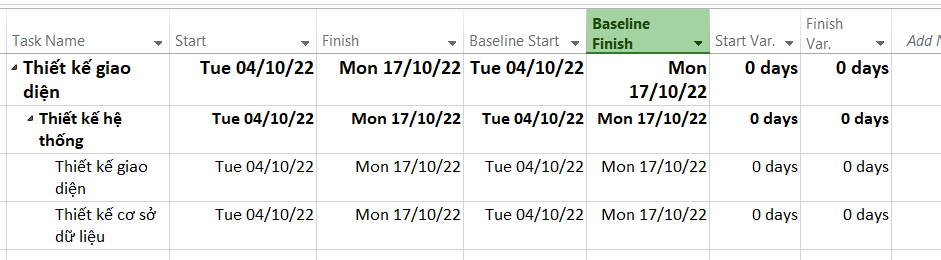 Task Name Start Finish Baseline Start Baseline Finish Start Var. Finish Var. Add N
Thiết kế giao diện Tue 04/10/22 Mon 17/10/22 Tue 04/10/22 Mon 17/10/22 0 days 0 days
Thiết kế hệ thống Tue 04/10/22 Mon 17/10/22 Tue 04/10/22 Mon 17/10/22 0 days 0 days
Thiết kế giao diện Tue 04/10/22 Mon 17/10/22 Tue 04/10/22 Mon 17/10/22 0 days 0 days
Thiết kế cơ sở dữ liệu Tue 04/10/22 Mon 17/10/22 Tue 04/10/22 Mon 17/10/22 0 days 0 days